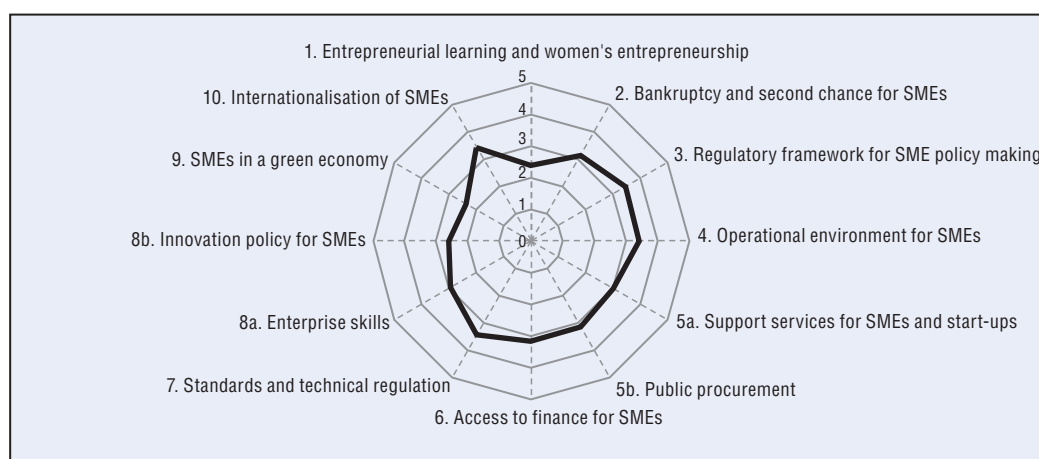 1. Entrepreneurial learning and women's entrepreneurship
5
10. Internationalisation of SMEs
2. Bankruptcy and second chance for SMEs
4
9. SMEs in a green economy
3
3. Regulatory framework for SME policy making
2
1
8b. Innovation policy for SMEs
0
4. Operational environment for SMEs
8a. Enterprise skills
5a. Support services for SMEs and start-ups
7. Standards and technical regulation
5b. Public procurement
6. Access to finance for SMEs